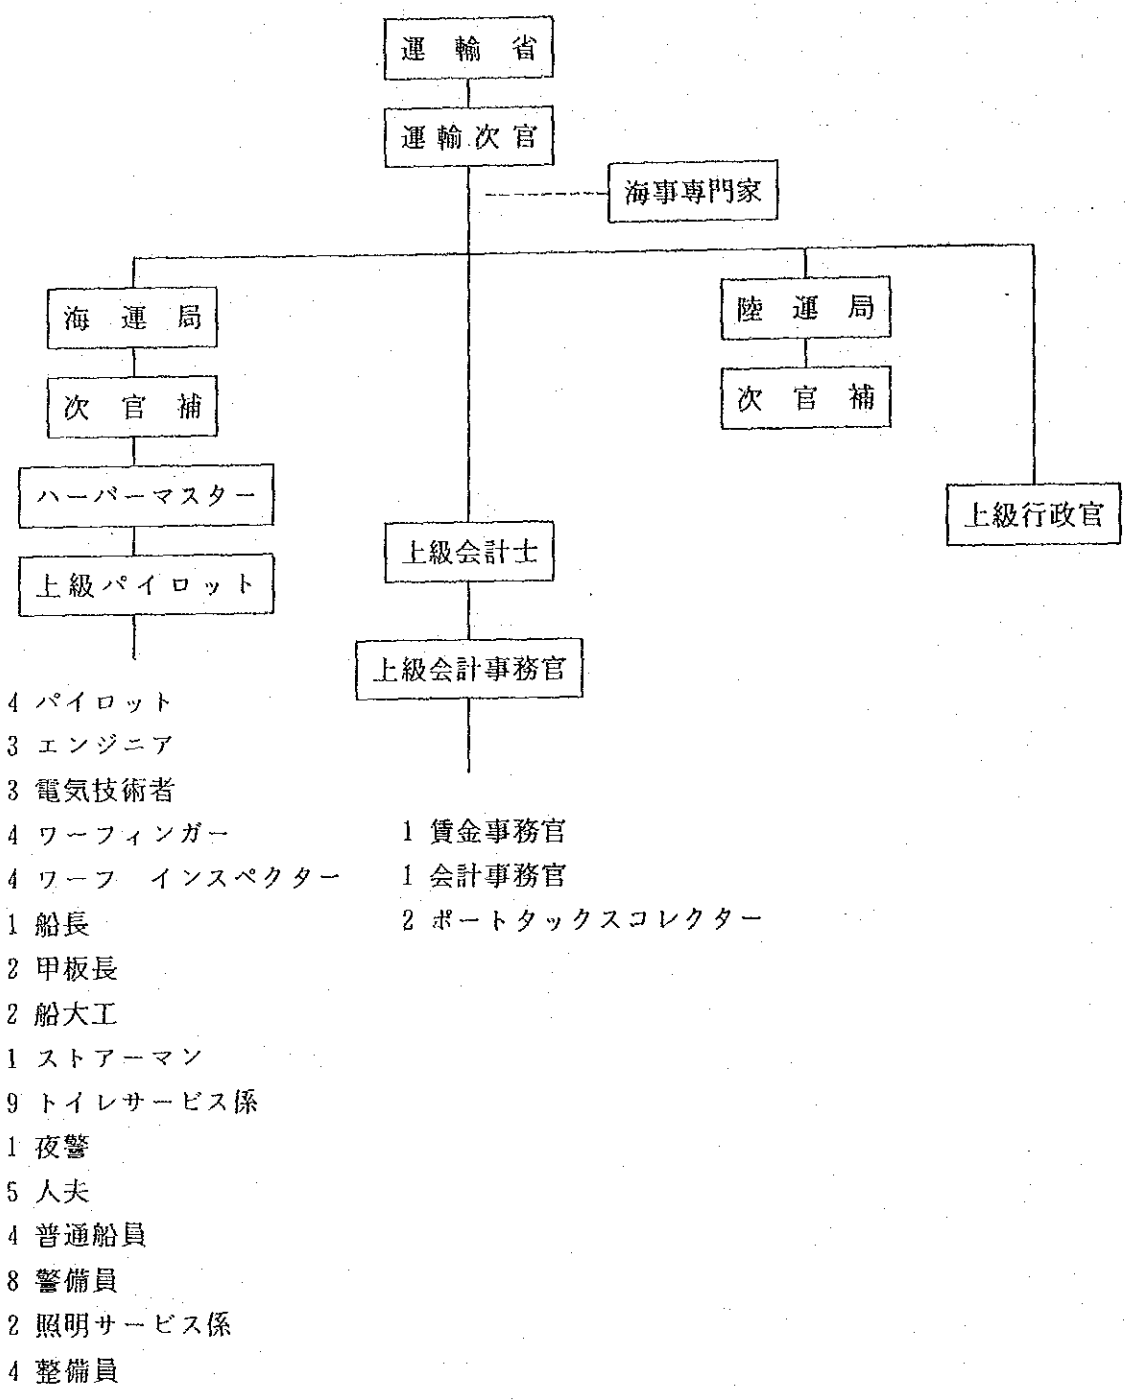 運輸省
運輸次官
海事専門家
海運局
陸運局
次官補
次官補
ハーバーマスター
上級行政官
上級会計士
上級パイロット
上級会計事務官
4 パイロット
3 エンジニア
3 電気技術者
4 ワーフィンガー
4 ワーフ インスペクター
1 船長
2 甲板長
2 船大工
1 ストアーマン
9 トイレサービス係
1 夜警
5 人夫
4 普通船員
8 警備員
2 照明サービス係
4 整備員
1 賃金事務官
1 会計事務官
2 ポートタックスコレクター